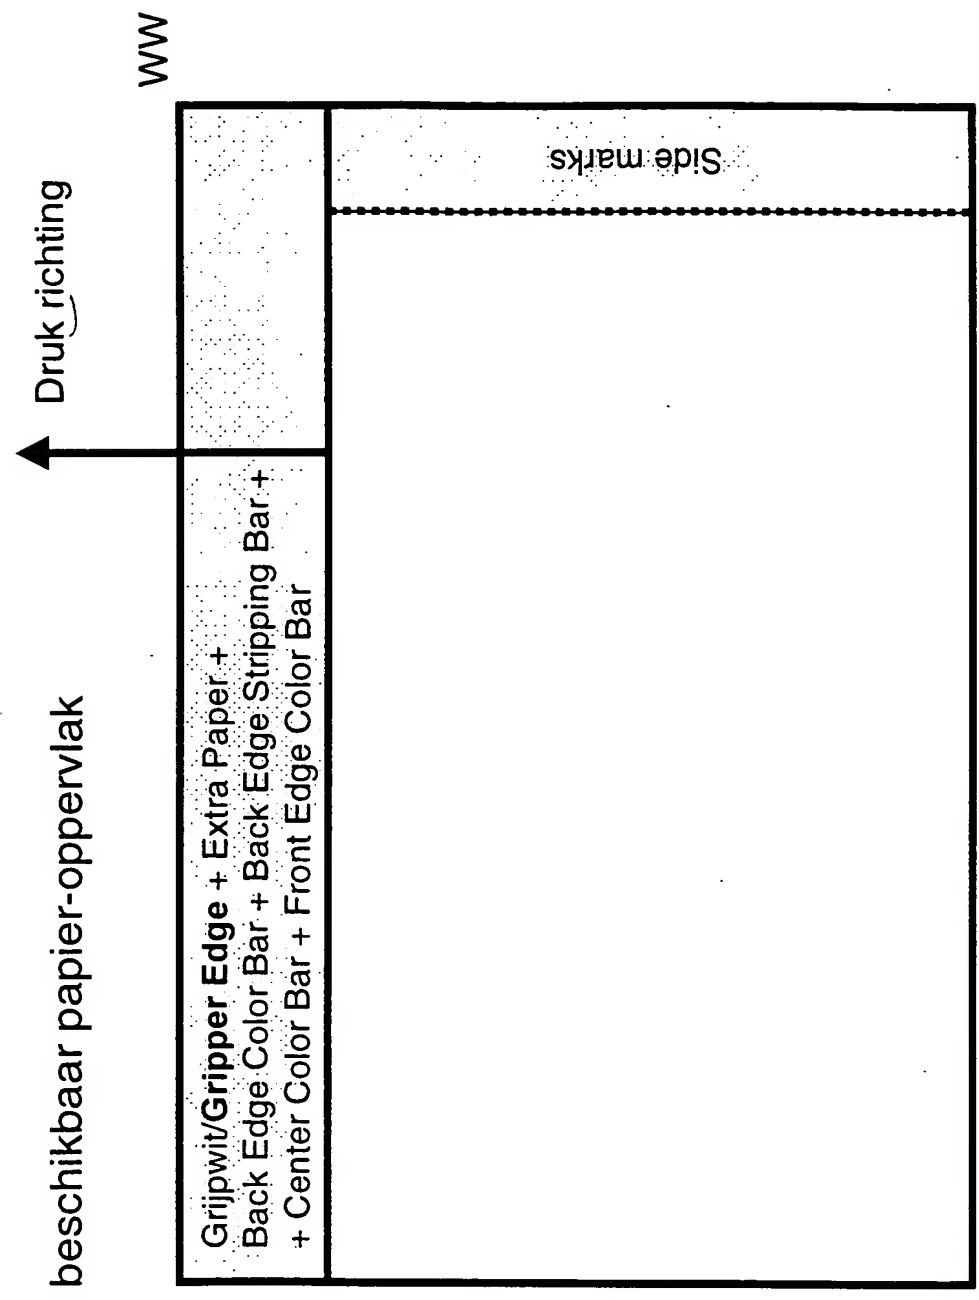 beschikbaar papier-oppervlak
Druk richting
WW
Grijpwit/Gripper Edge + Extra Paper +
Back Edge Color Bar + Back Edge Stripping Bar +
+ Center Color Bar + Front Edge Color Bar
Side marks